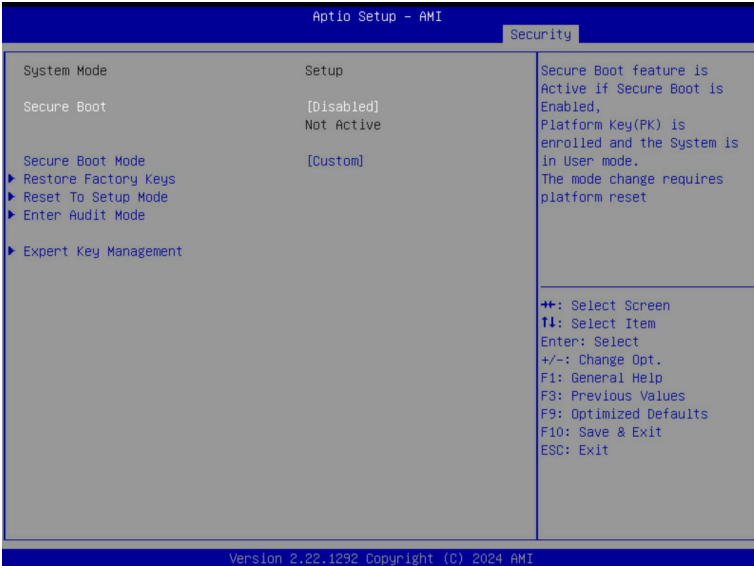 Aptio Setup – AMI
Security
System Mode Setup
Secure Boot [Disabled]
Not Active
Secure Boot Mode [Custom]
Restore Factory Keys
Reset To Setup Mode
Enter Audit Mode
Expert Key Management
Secure Boot feature is
Active if Secure Boot is
Enabled,
Platform Key(PK) is
enrolled and the System is
in User mode.
The mode change requires
platform reset
→←: Select Screen
↑↓: Select Item
Enter: Select
+/-: Change Opt.
F1: General Help
F3: Previous Values
F9: Optimized Defaults
F10: Save & Exit
ESC: Exit
Version 2.22.1292 Copyright (C) 2024 AMI